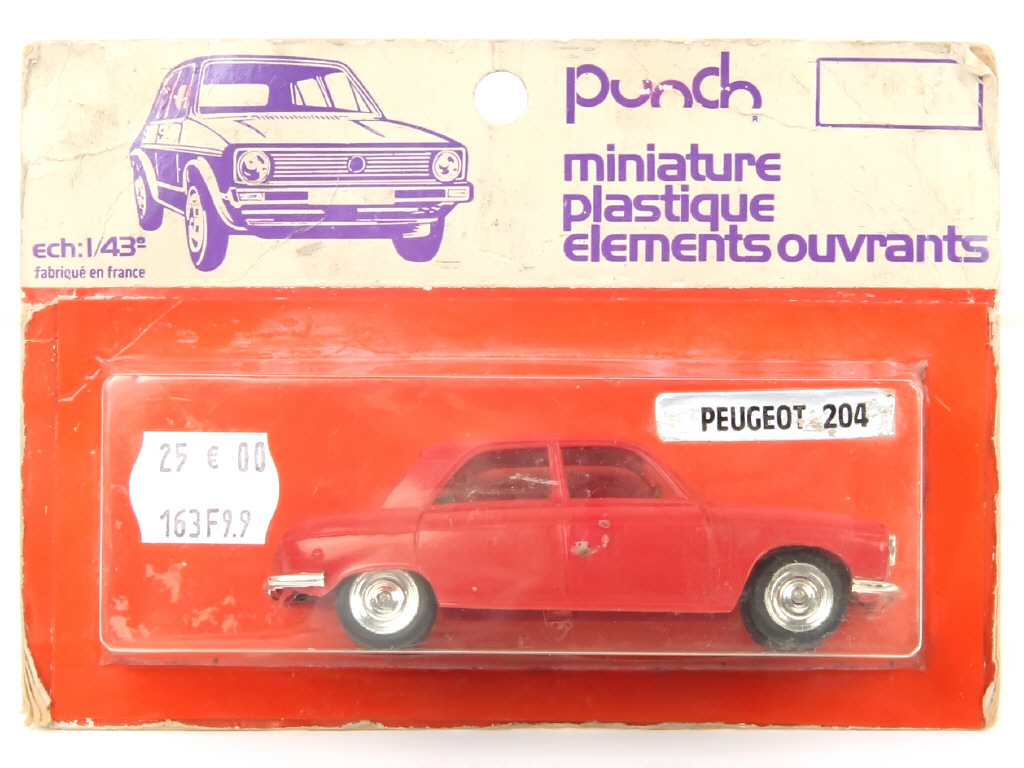 punch
R
miniature
plastique
elements ouvrants
ech: 1/43e
fabriqué en france
PEUGEOT 204
25 € 00
163F9.9